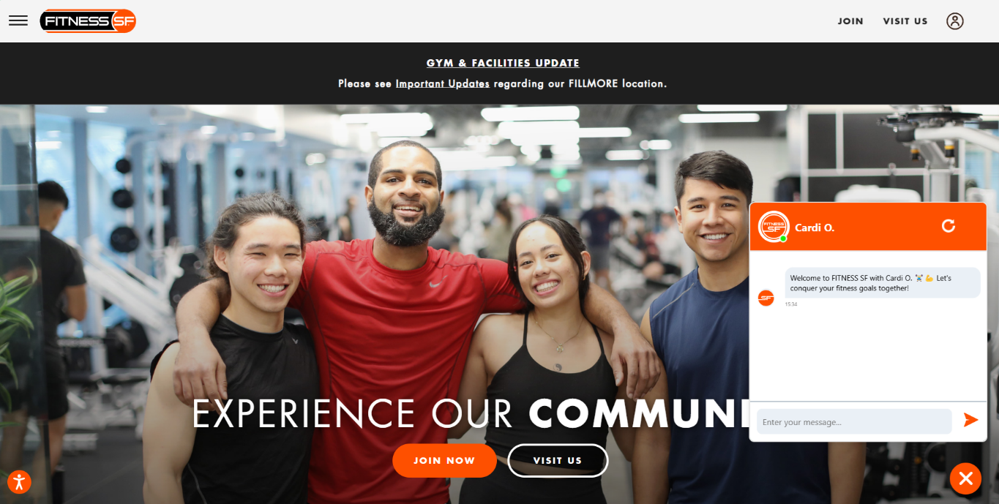 FITNESS SF
JOIN
VISIT US
GYM & FACILITIES UPDATE
Please see Important Updates regarding our FILLMORE location.
FITNESS
SF
Cardi O.
Welcome to FITNESS SF with Cardi O. 🏋️ 💪 Let's
conquer your fitness goals together!
SF
15:34
EXPERIENCE OUR COMMUNI
Enter your message...
JOIN NOW
VISIT US